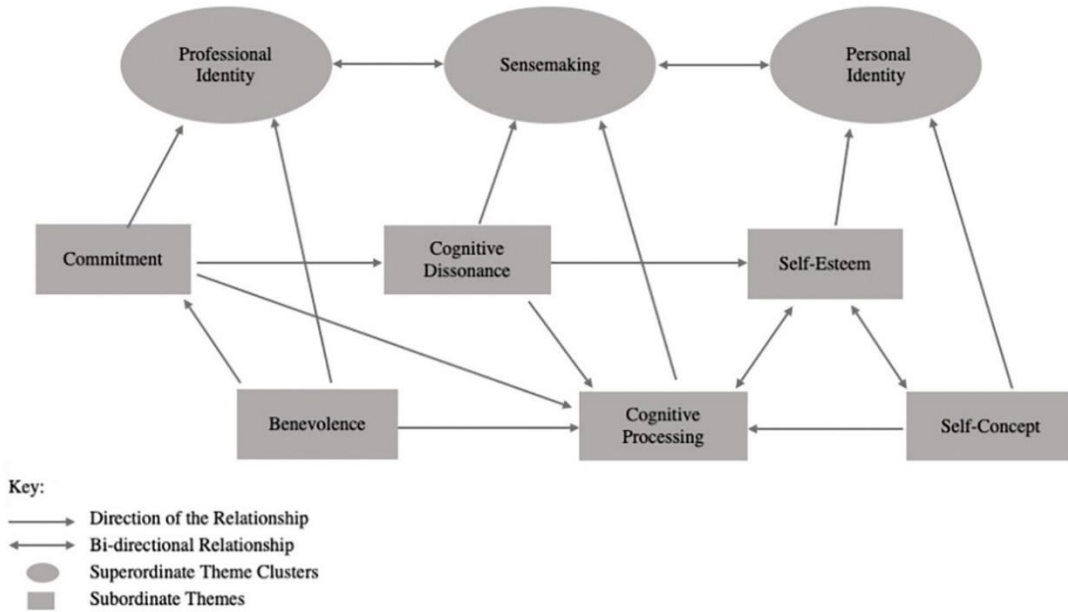 Professional
Identity
Sensemaking
Personal
Identity
Commitment
Cognitive
Dissonance
Self-Esteem
Benevolence
Cognitive
Processing
Self-Concept
Key:
Direction of the Relationship
Bi-directional Relationship
Superordinate Theme Clusters
Subordinate Themes